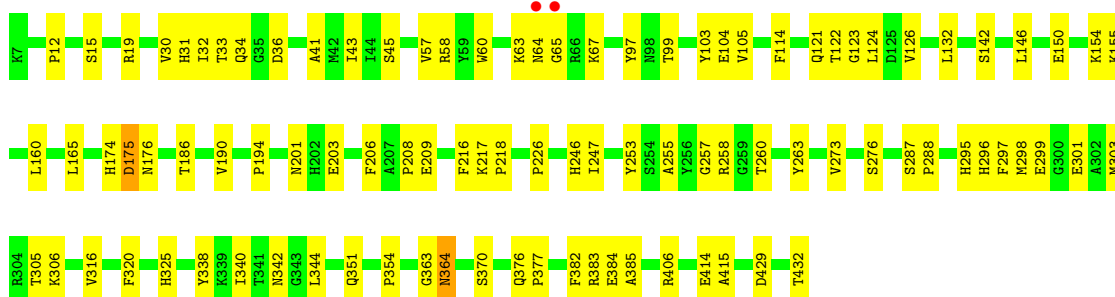 K7 P12 S15 R19 V30 H31 I32 T33 Q34 G35 D36 A41 M42 I43 I44 S45 V57 R58 Y59 W60 K63 N64 G65 R66 K67 Y97 N98 T99 Y103 E104 V105 F114 Q121 T122 G123 L124 D125 V126 L132 S142 L146 E150 K154 K155
L160 L165 H174 D175 N176 T186 V190 P194 N201 H202 E203 F206 A207 P208 E209 F216 K217 P218 P226 H246 I247 Y253 S254 A255 Y256 G257 R258 G259 T260 Y263 V273 S276 S287 P288 H295 H296 F297 M298 E299 G300 E301 A302 M303
R304 T305 K306 V316 F320 H325 Y338 K339 I340 T341 N342 G343 L344 Q351 P354 G363 N364 S370 Q376 P377 F382 R383 E384 A385 R406 E414 A415 D429 T432